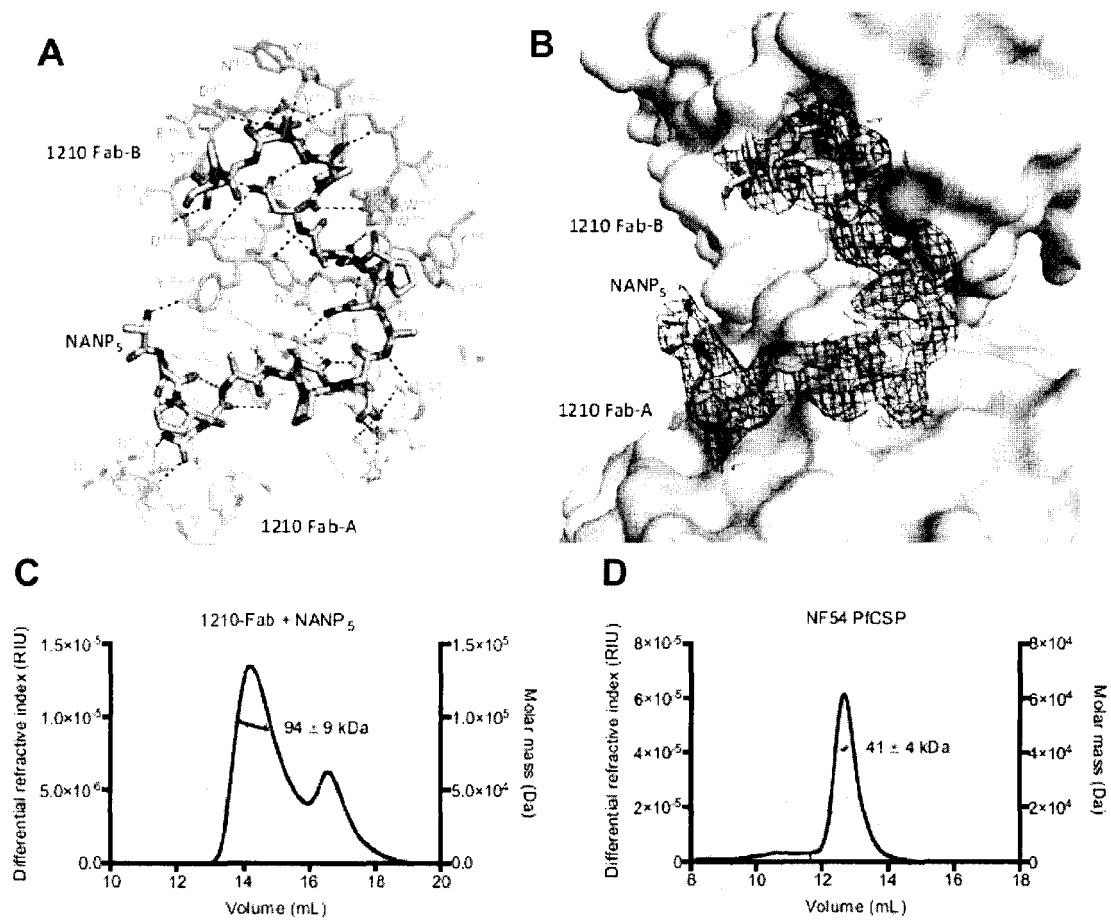 A
B
1210 Fab-B
NANP5
1210 Fab-A
1210 Fab-B
NANP5
1210 Fab-A
C
D
1210-Fab + NANP5
NF54 PfCSP
Differential refractive index (RIU)
1.5×10-5
1.0×10-5
5.0×10-6
0.0
1.5×105
1.0×105
5.0×104
0.0
Molar mass (Da)
94 ± 9 kDa
10 12 14 16 18 20
Volume (mL)
Differential refractive index (RIU)
8×10-5
6×10-5
4×10-5
2×10-5
0
8×104
6×104
4×104
2×104
0
Molar mass (Da)
41 ± 4 kDa
8 10 12 14 16 18
Volume (mL)